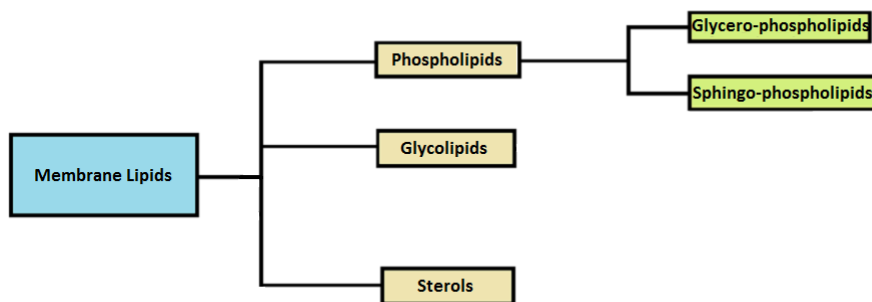 Glycero-phospholipids
Phospholipids
Sphingo-phospholipids
Glycolipids
Membrane Lipids
Sterols